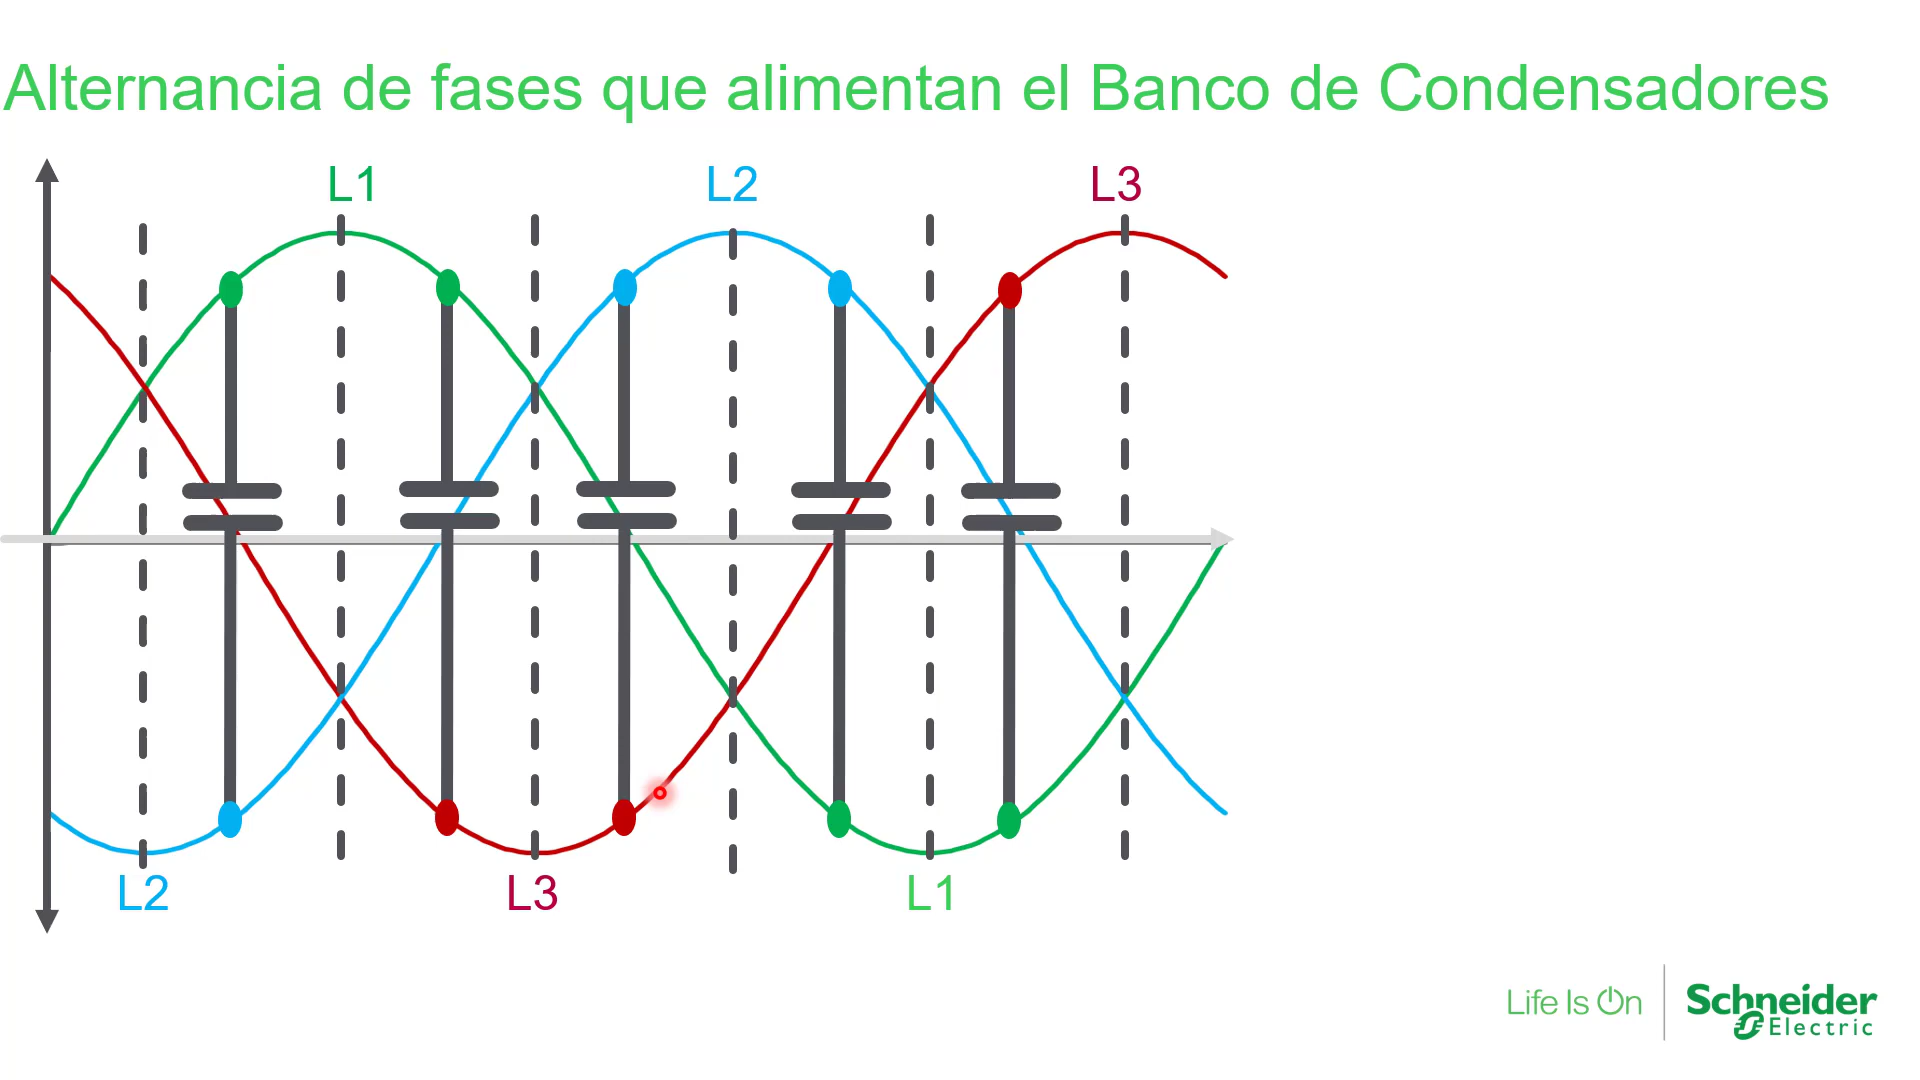 Alternancia de fases que alimentan el Banco de Condensadores
L1
L2
L3
L2
L3
L1
Life Is On
Schneider
Electric